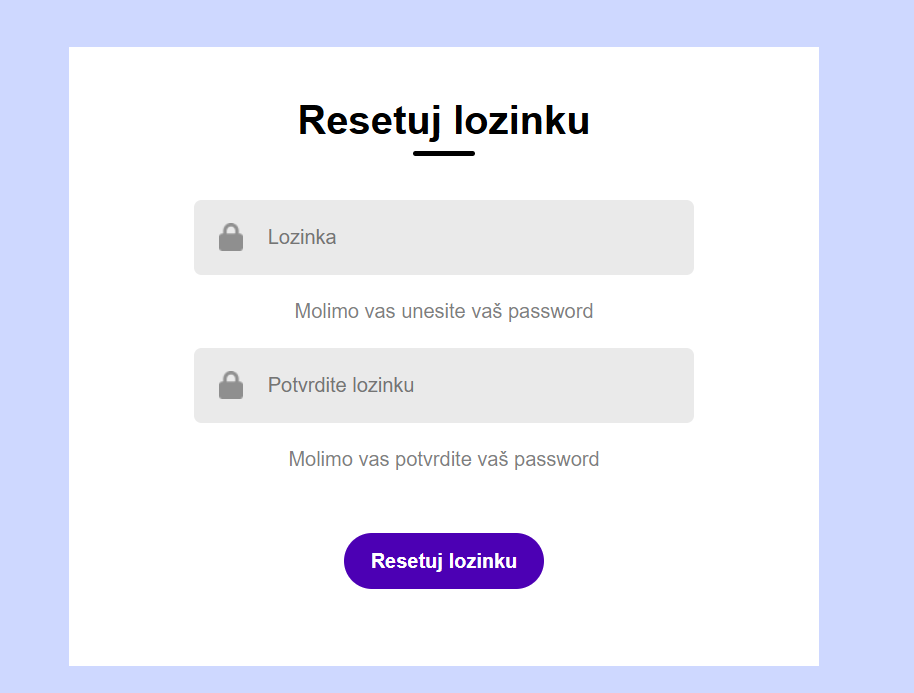 Resetuj lozinku
Lozinka
Molimo vas unesite vaš password
Potvrdite lozinku
Molimo vas potvrdite vaš password
Resetuj lozinku